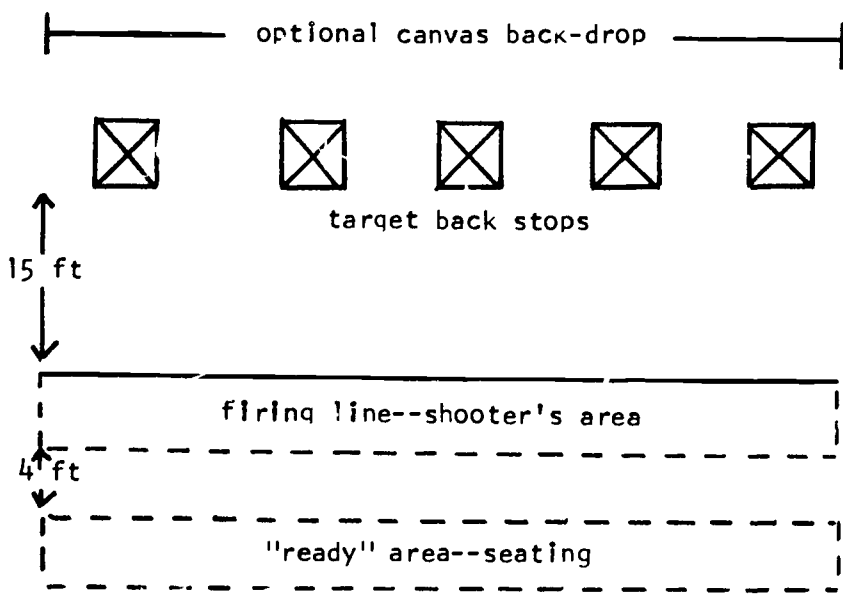 optional canvas back-drop
target back stops
15 ft
firing line--shooter's area
4 ft
"ready" area--seating